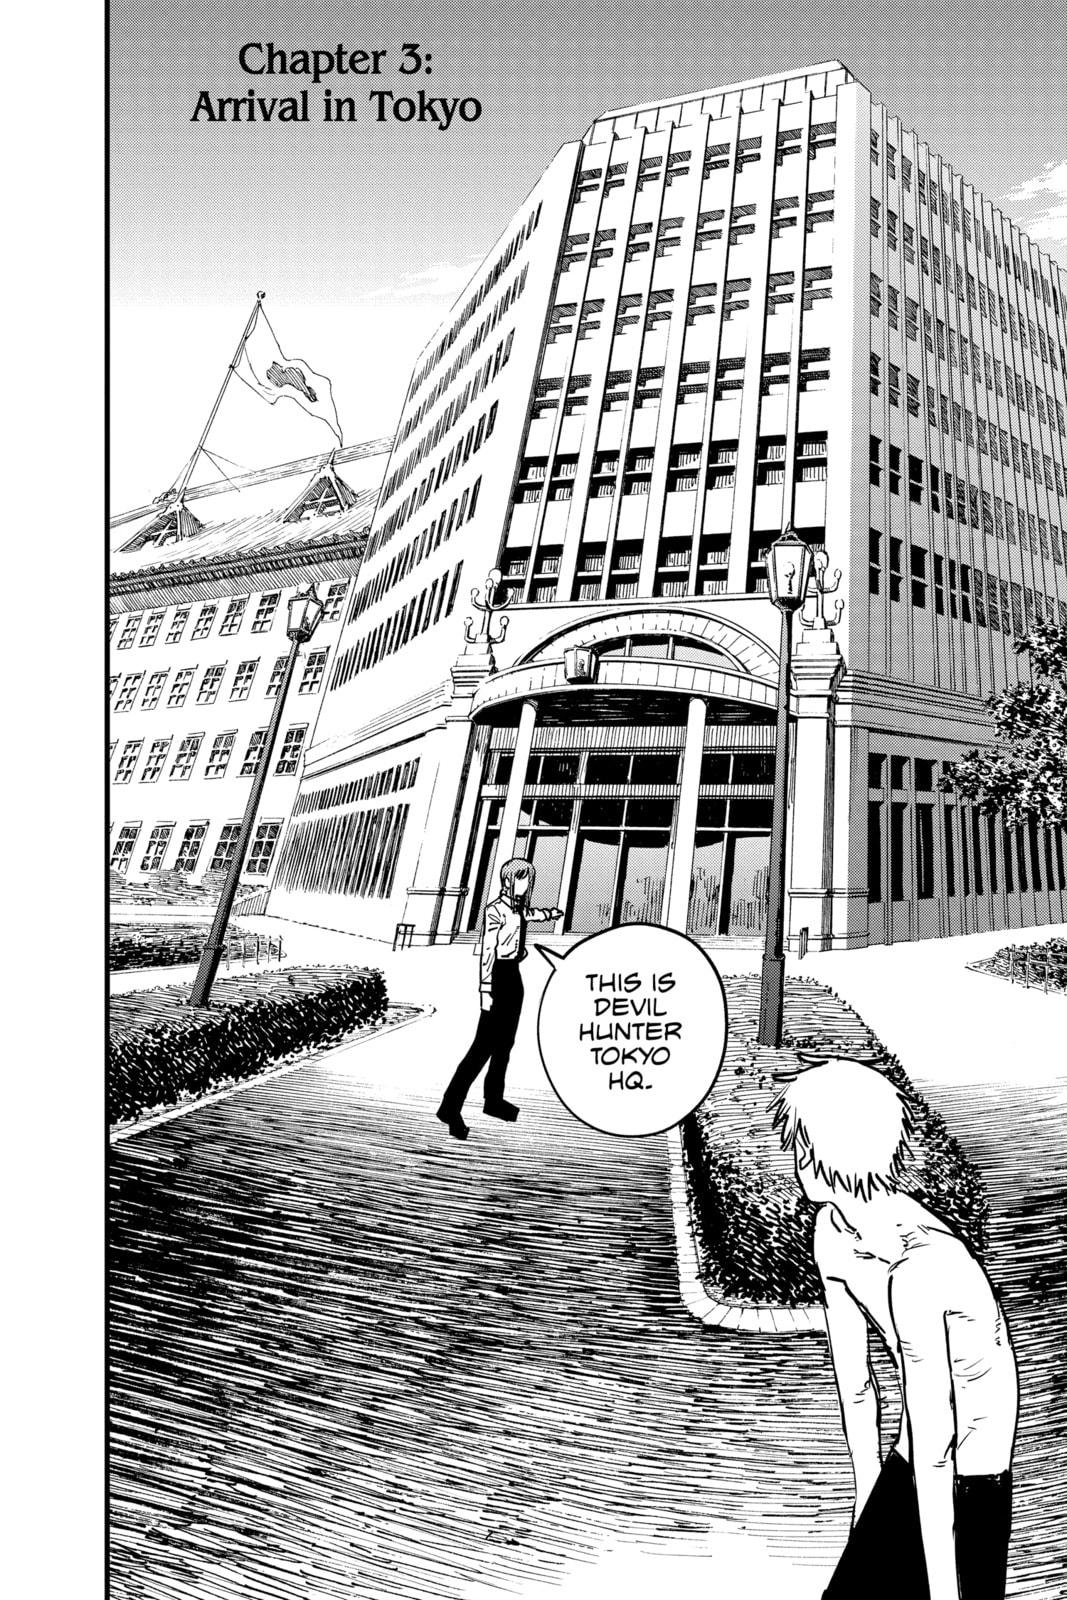 Chapter 3:
Arrival in Tokyo
THIS IS
DEVIL
HUNTER
TOKYO
HQ.